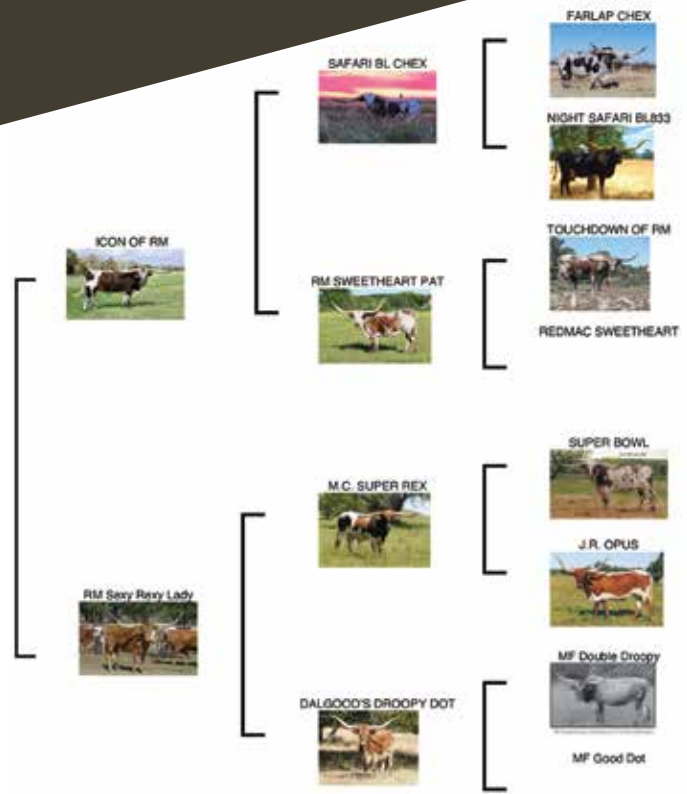 FARLAP CHEX
SAFARI BL CHEX
NIGHT SAFARI BL833
ICON OF RM
TOUCHDOWN OF RM
RM SWEETHEART PAT
REDMAC SWEETHEART
SUPER BOWL
M.C. SUPER REX
J.R. OPUS
RM Sexy Rexy Lady
MF Double Droopy
DALGOOD'S DROOPY DOT
MF Good Dot